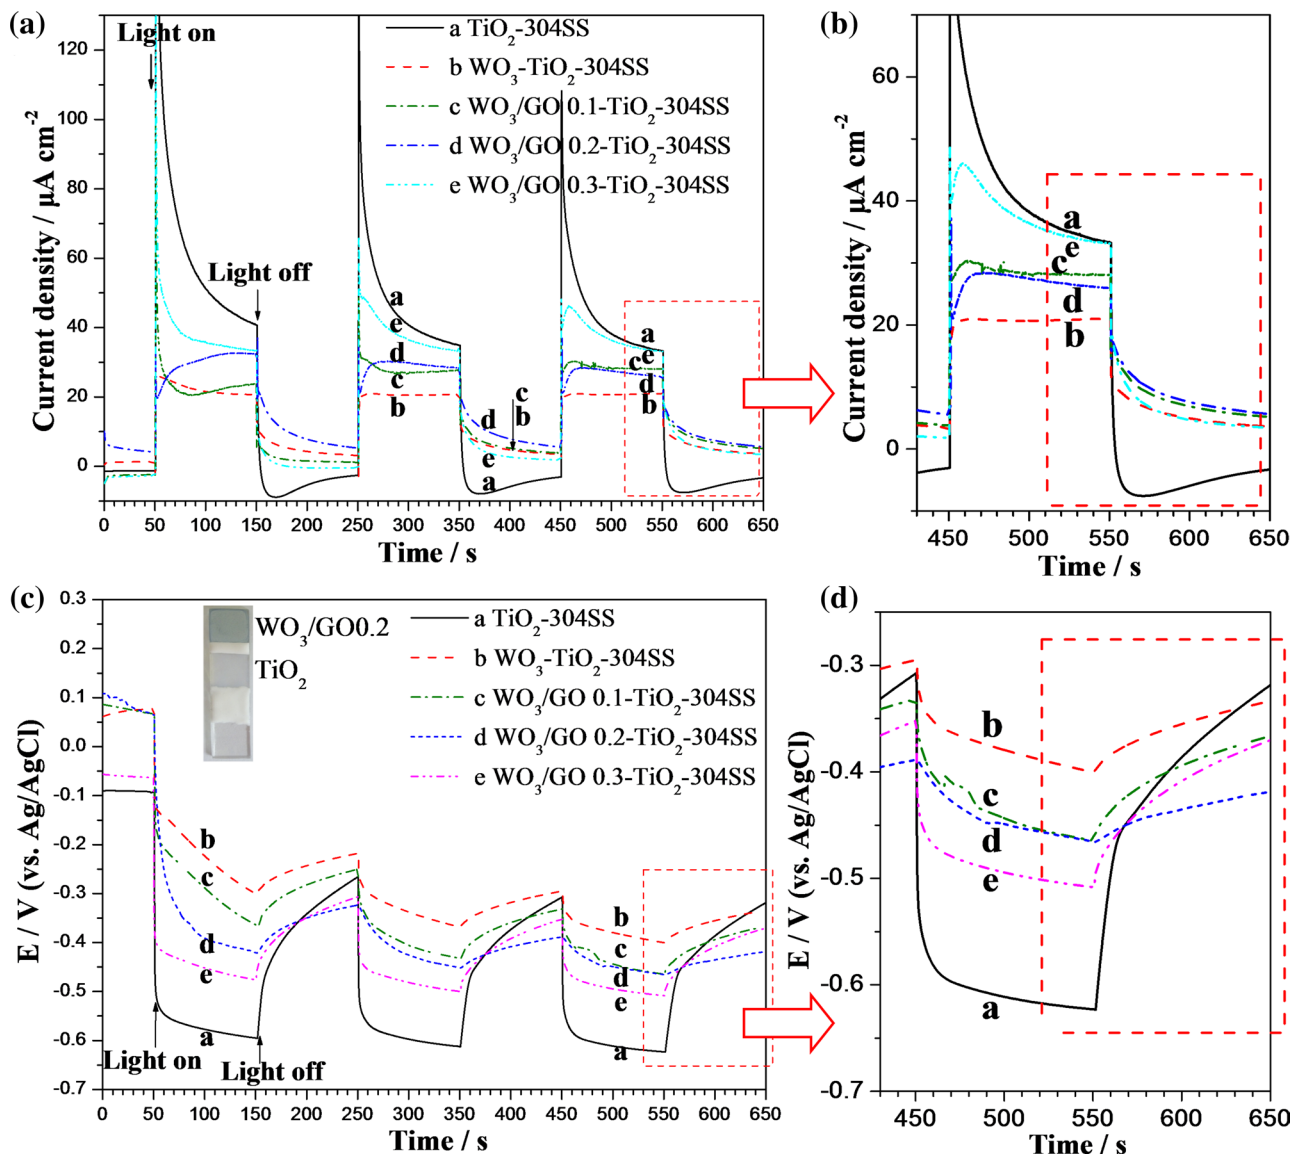 (a)
Light on
Light off
a TiO₂-304SS
b WO₃-TiO₂-304SS
c WO₃/GO 0.1-TiO₂-304SS
d WO₃/GO 0.2-TiO₂-304SS
e WO₃/GO 0.3-TiO₂-304SS
a
e
d
c
b
d
c
b
e
a
a
e
c
d
b
120
100
80
60
40
20
0
Current density / μA cm⁻²
0 50 100 150 200 250 300 350 400 450 500 550 600 650
Time / s
(b)
60
40
20
0
Current density / μA cm⁻²
a
e
c
d
b
450 500 550 600 650
Time / s
(c)
WO₃/GO0.2
TiO₂
a TiO₂-304SS
b WO₃-TiO₂-304SS
c WO₃/GO 0.1-TiO₂-304SS
d WO₃/GO 0.2-TiO₂-304SS
e WO₃/GO 0.3-TiO₂-304SS
0.3
0.2
0.1
0.0
-0.1
-0.2
-0.3
-0.4
-0.5
-0.6
-0.7
E / V (vs. Ag/AgCl)
b
c
d
e
a
b
c
d
e
a
Light on
Light off
0 50 100 150 200 250 300 350 400 450 500 550 600 650
Time / s
(d)
-0.3
-0.4
-0.5
-0.6
-0.7
E / V (vs. Ag/AgCl)
b
c
d
e
a
450 500 550 600 650
Time / s